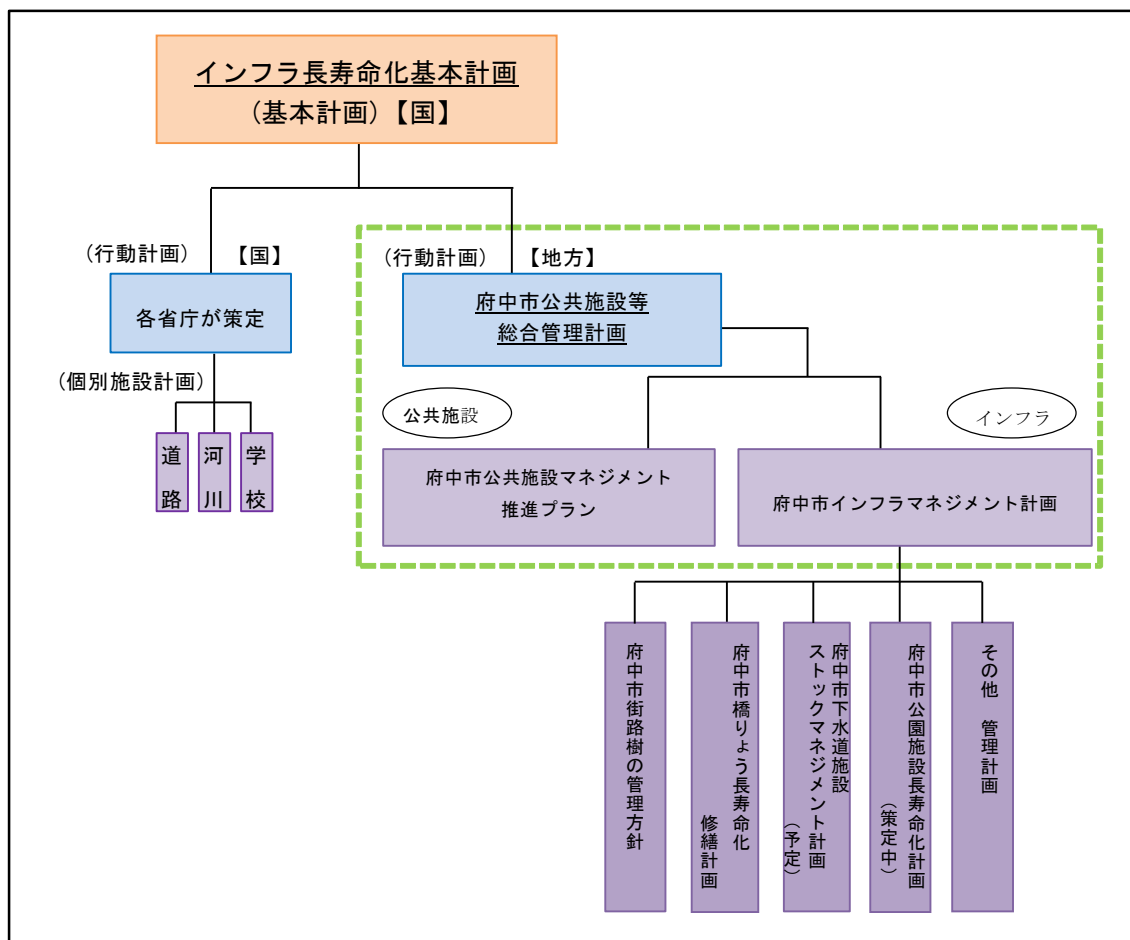 インフラ長寿命化基本計画
(基本計画)【国】
(行動計画)
【国】
各省庁が策定
(個別施設計画)
道路
河川
学校
(行動計画)
【地方】
府中市公共施設等
総合管理計画
公共施設
インフラ
府中市公共施設マネジメント
推進プラン
府中市インフラマネジメント計画
府中市街路樹の管理方針
府中市橋りょう長寿命化
修繕計画
府中市下水道施設
ストックマネジメント計画
(予定)
府中市公園施設長寿命化計画
(策定中)
その他 管理計画